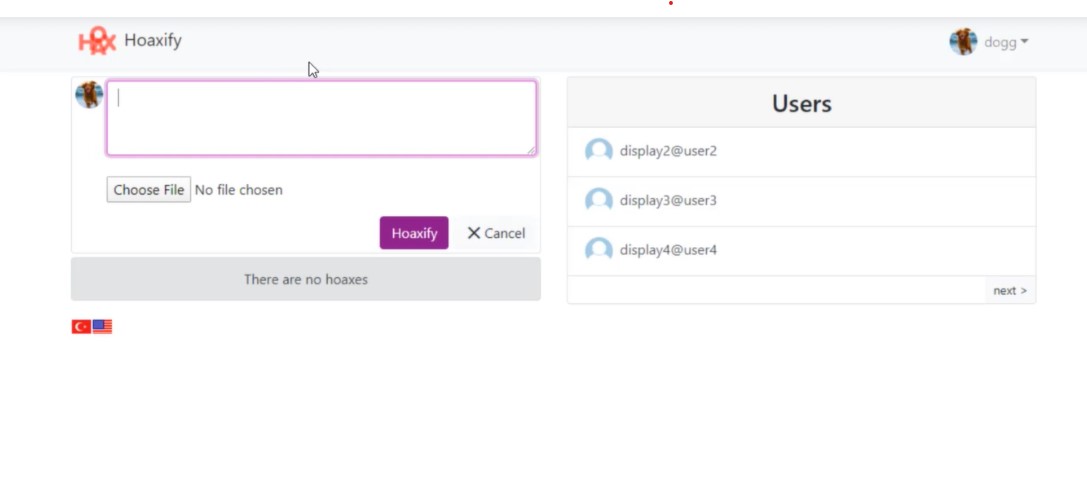 HOX Hoaxify
dogg
Users
display2@user2
Choose File No file chosen
display3@user3
Hoaxify Cancel
display4@user4
There are no hoaxes
next >